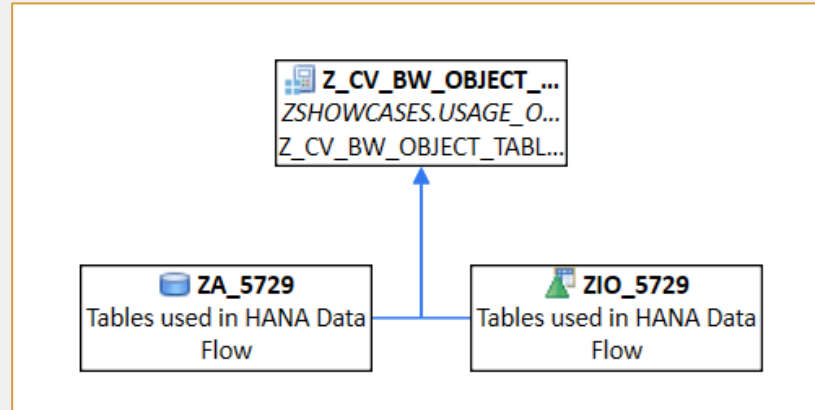 Z_CV_BW_OBJECT_...
ZSHOWCASES.USAGE_O...
Z_CV_BW_OBJECT_TABL...
ZA_5729
Tables used in HANA Data
Flow
ZIO_5729
Tables used in HANA Data
Flow